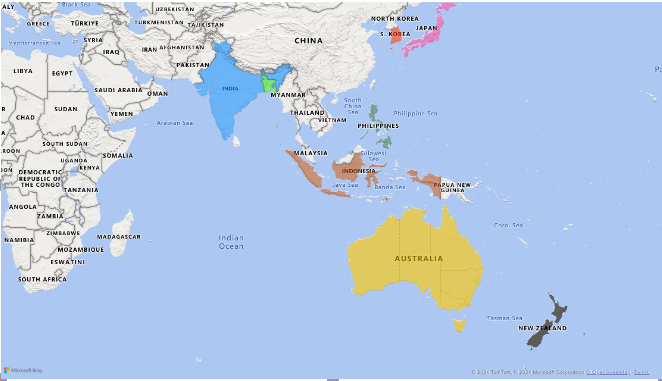 ALY
Black Sea
UZBEKISTAN
GREECE
TÜRKIYE
TURKMENISTAN
TAJIKISTAN
NORTH KOREA
JAPAN
S. KOREA
Mediterranean Sea
SYRIA
IRAQ
IRAN
AFGHANISTAN
CHINA
PAKISTAN
LIBYA
EGYPT
SAUDI ARABIA
OMAN
INDIA
MYANMAR
SUDAN
CHAD
YEMEN
Arabian Sea
THAILAND
VIETNAM
South
China
Sea
Philippine Sea
PHILIPPINES
SOUTH SUDAN
SOMALIA
UGANDA
KENYA
MALAYSIA
Sulawesi
Sea
DEMOCRATIC
REPUBLIC OF
THE CONGO
TANZANIA
INDONESIA
Java Sea
Banda Sea
PAPUA NEW
GUINEA
ANGOLA
ZAMBIA
ZIMBABWE
MADAGASCAR
NAMIBIA
MOZAMBIQUE
ESWATINI
SOUTH AFRICA
Indian
Ocean
Coral Sea
AUSTRALIA
Tasman Sea
NEW ZEALAND
Microsoft Bing
© 2021 TomTom, © 2021 Microsoft Corporation, © OpenStreetMap, Terms